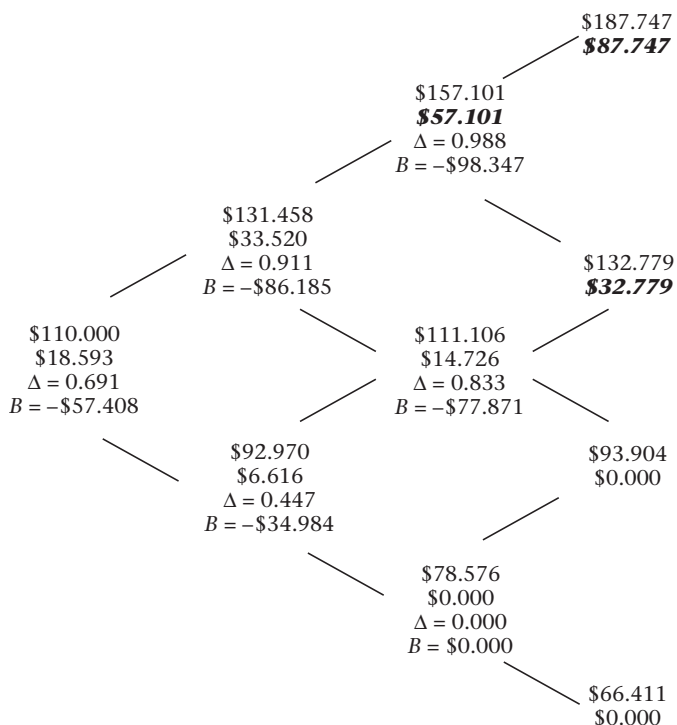 $187.747
$87.747
$157.101
$57.101
Δ = 0.988
B = –$98.347
$131.458
$33.520
Δ = 0.911
B = –$86.185
$132.779
$32.779
$110.000
$18.593
Δ = 0.691
B = –$57.408
$111.106
$14.726
Δ = 0.833
B = –$77.871
$92.970
$6.616
Δ = 0.447
B = –$34.984
$93.904
$0.000
$78.576
$0.000
Δ = 0.000
B = $0.000
$66.411
$0.000